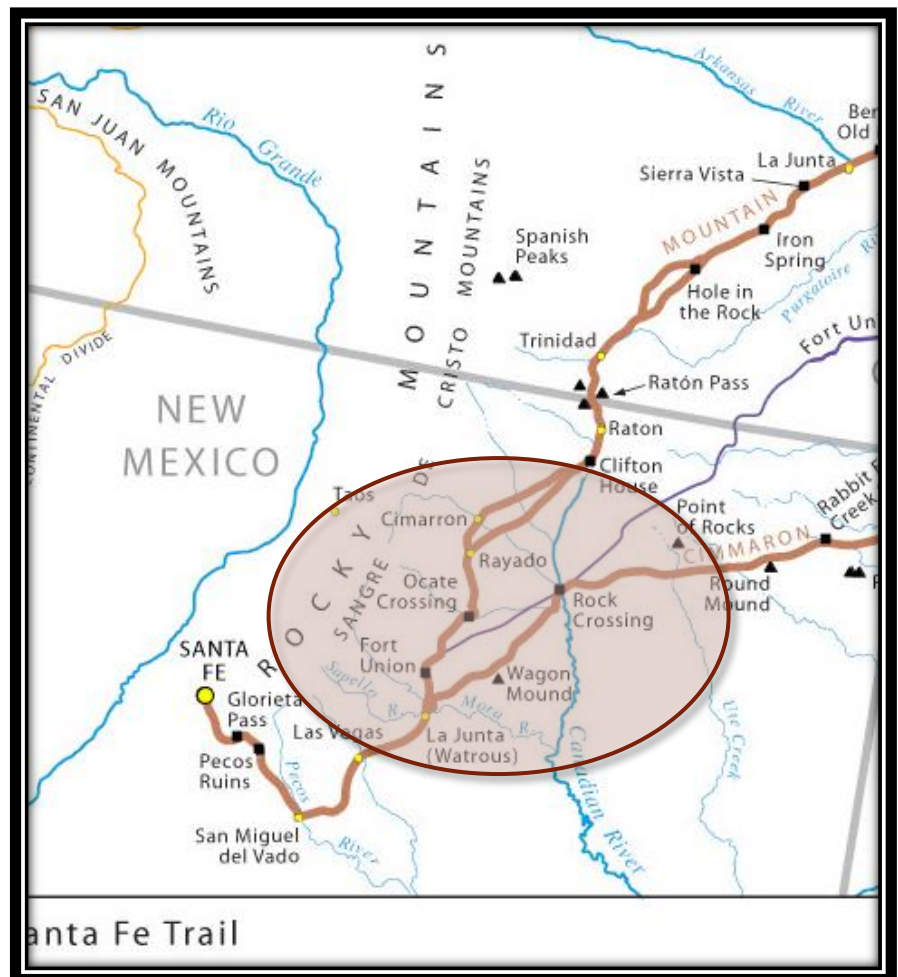 Arkansas River
SAN JUAN MOUNTAINS
Rio Grande
MOUNTAINS
CRISTO MOUNTAINS
Old
La Junta
Sierra Vista
MOUNTAIN
Spanish
Peaks
Iron
Spring
Purgatoire
Hole in
the Rock
Fort
Trinidad
CONTINENTAL DIVIDE
Ratón Pass
NEW
MEXICO
Raton
Clifton
House
DE
Taos
Cimarron
Point
of Rocks
Rabbit
Creek
CIMMARON
ROCKY
SANGRE
Rayado
Ocate
Crossing
Round
Mound
Rock
Crossing
Fort
Union
SANTA
FE
Sapello R.
Mora R.
Wagon
Mound
Glorieta
Pass
Las Vegas
La Junta
(Watrous)
Ute Creek
Pecos
Ruins
Pecos River
Canadian River
San Miguel
del Vado
anta Fe Trail